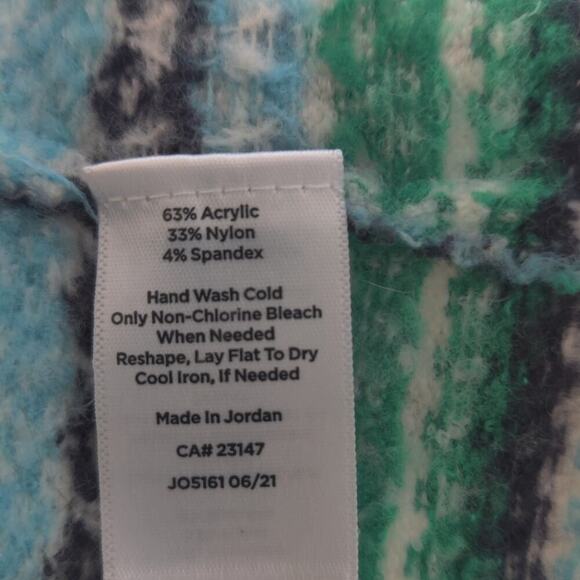 63% Acrylic
33% Nylon
4% Spandex
Hand Wash Cold
Only Non-Chlorine Bleach
When Needed
Reshape, Lay Flat To Dry
Cool Iron, If Needed
Made In Jordan
CA# 23147
JO5161 06/21